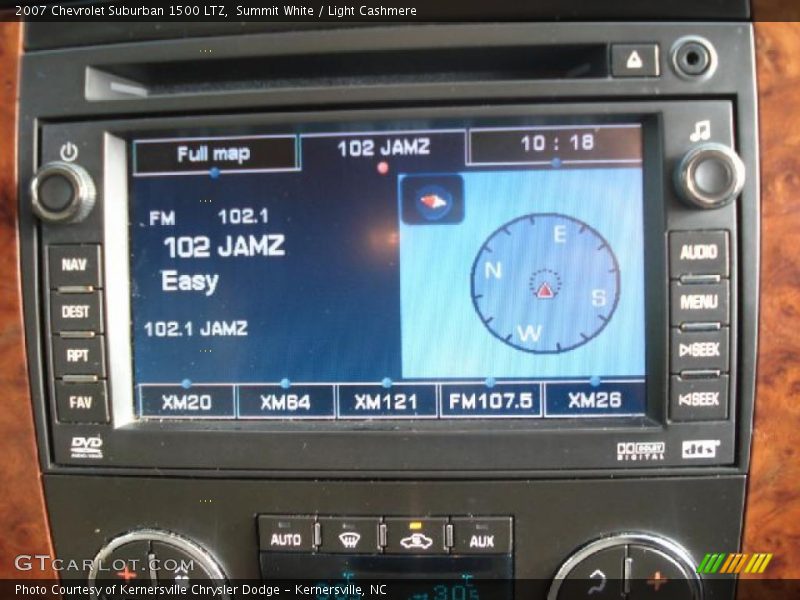 2007 Chevrolet Suburban 1500 LTZ,  Summit White / Light Cashmere
Full map
102 JAMZ
10 : 18
FM 102.1
102 JAMZ
Easy
102.1 JAMZ
E
N
S
W
XM20 XM64 XM121 FM107.5 XM26
NAV
DEST
RPT
FAV
AUDIO
MENU
SEEK
SEEK
DVD
DOLBY
DIGITAL
dts
AUTO
AUX
GTCARLOT.COM
Photo Courtesy of Kernersville Chrysler Dodge - Kernersville, NC